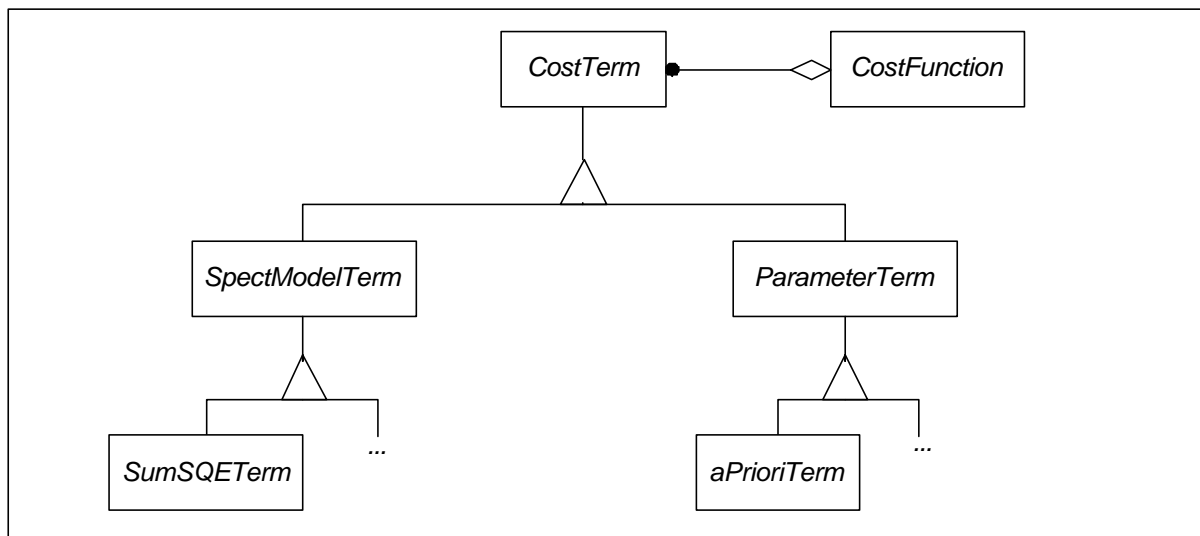 CostTerm
CostFunction
SpectModelTerm
ParameterTerm
...
...
SumSQETerm
aPrioriTerm